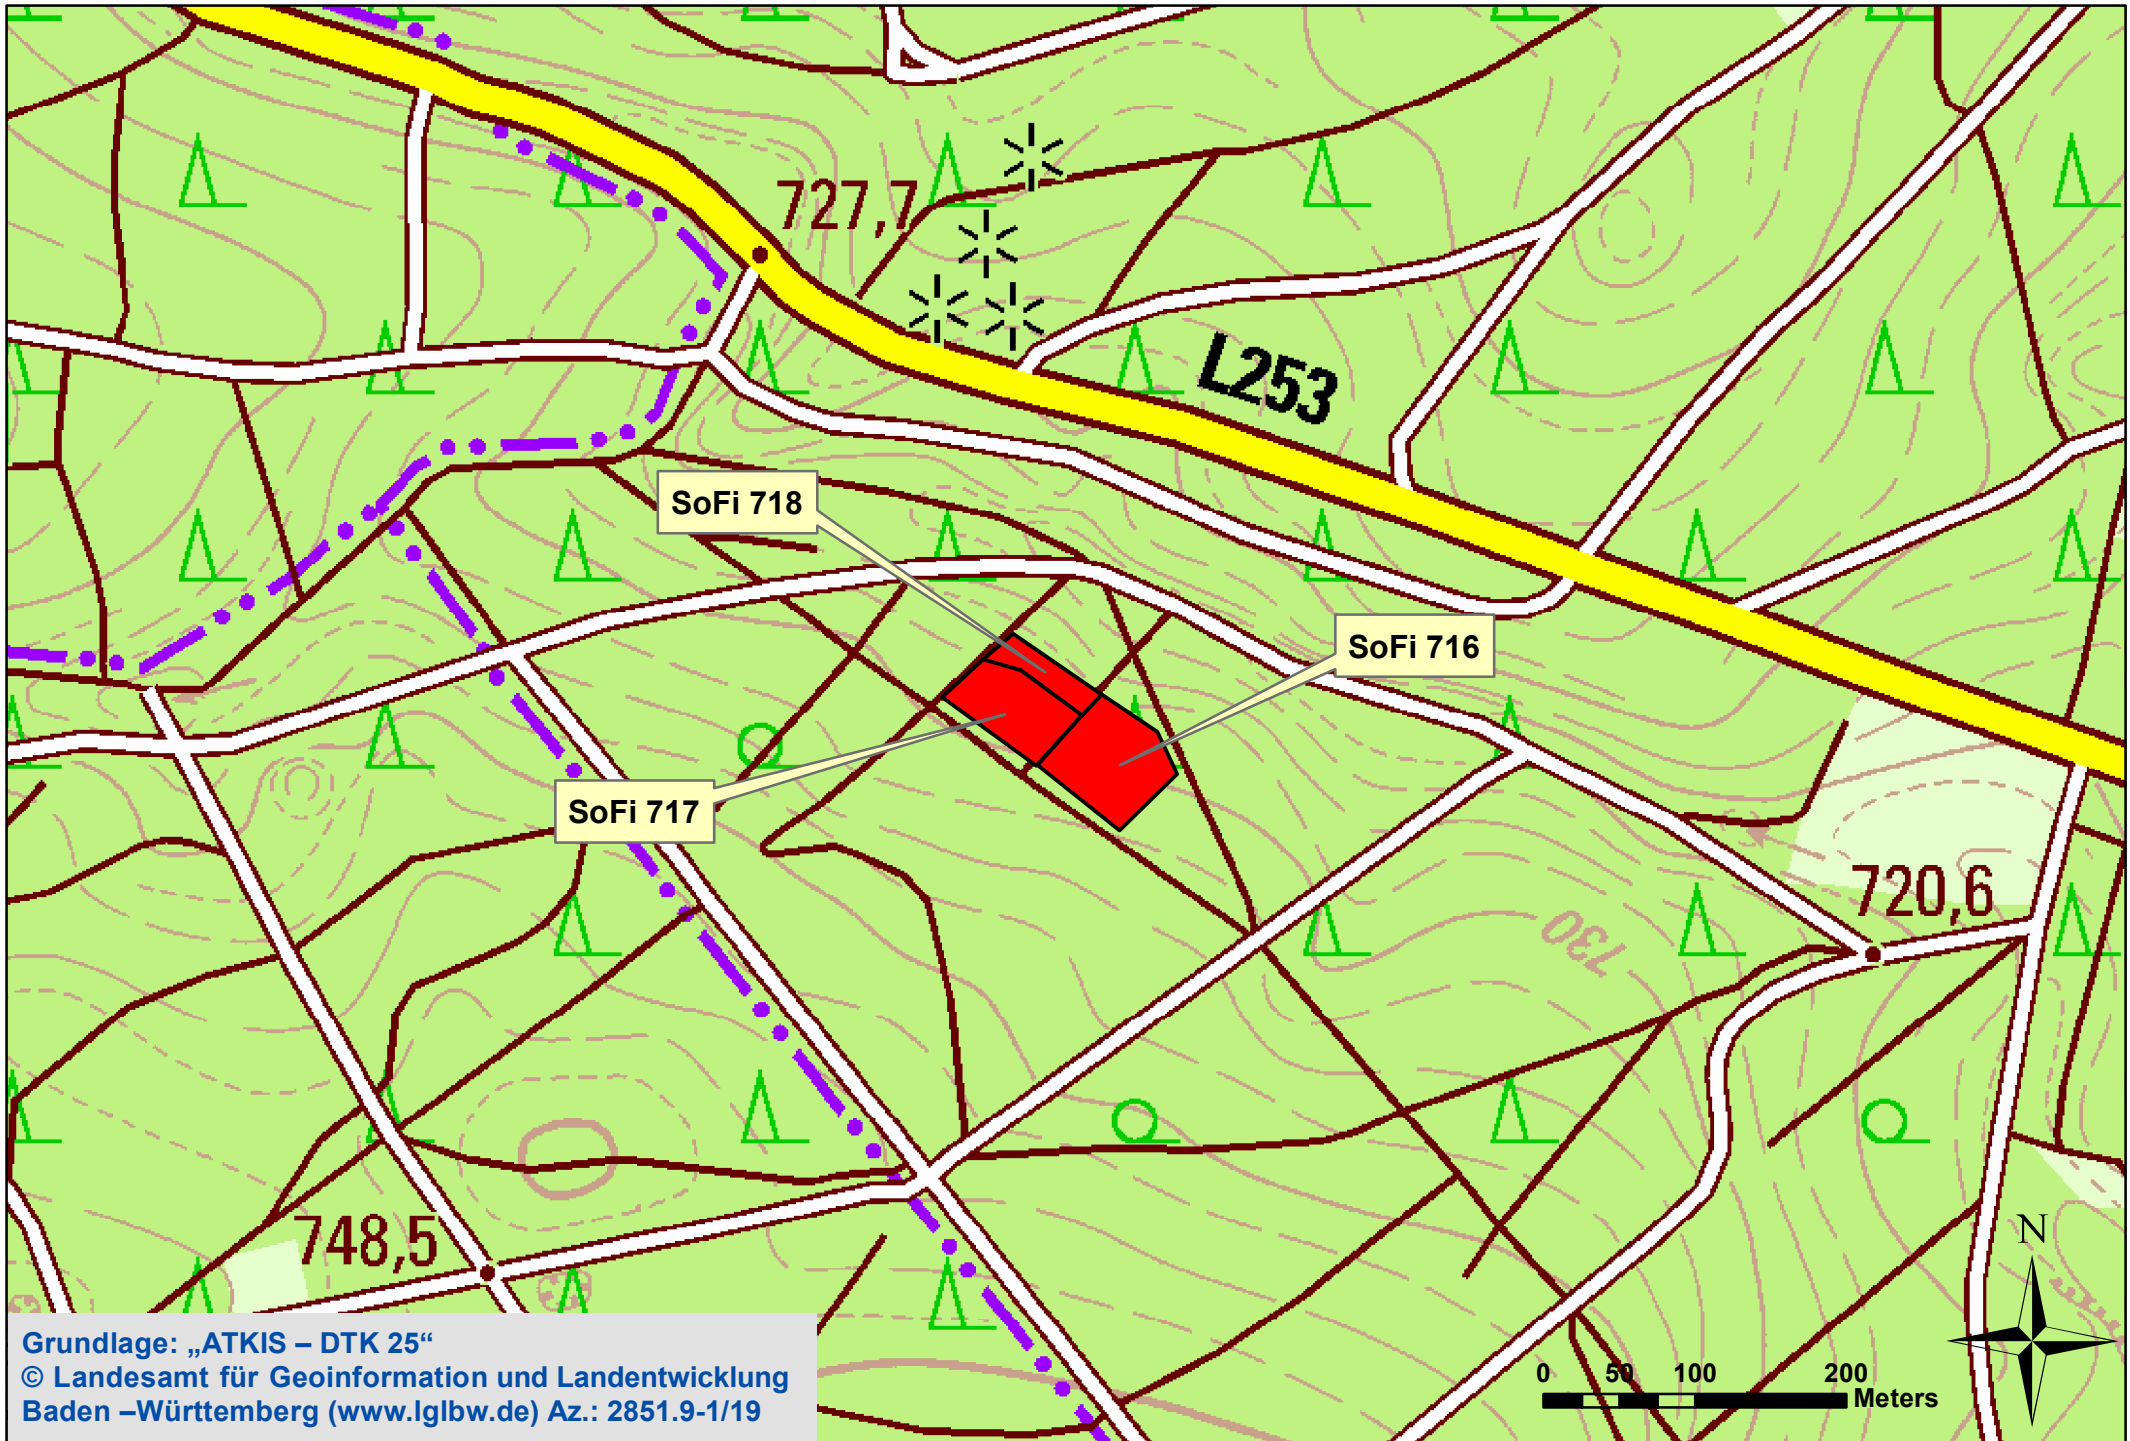 727,7
L253
SoFi 718
SoFi 716
SoFi 717
720,6
730
748,5
N
0 50 100 200
Meters
Grundlage: „ATKIS – DTK 25“
© Landesamt für Geoinformation und Landentwicklung
Baden –Württemberg (www.lglbw.de) Az.: 2851.9-1/19